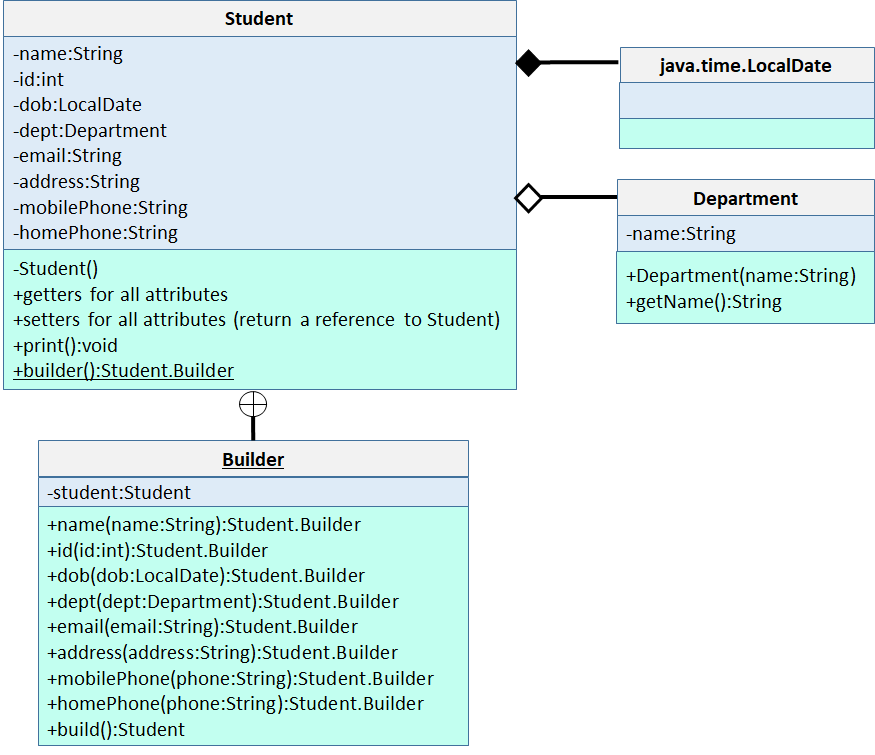 Student
-name:String
-id:int
-dob:LocalDate
-dept:Department
-email:String
-address:String
-mobilePhone:String
-homePhone:String
-Student()
+getters for all attributes
+setters for all attributes (return a reference to Student)
+print():void
+builder():Student.Builder
java.time.LocalDate
Department
-name:String
+Department(name:String)
+getName():String
Builder
-student:Student
+name(name:String):Student.Builder
+id(id:int):Student.Builder
+dob(dob:LocalDate):Student.Builder
+dept(dept:Department):Student.Builder
+email(email:String):Student.Builder
+address(address:String):Student.Builder
+mobilePhone(phone:String):Student.Builder
+homePhone(phone:String):Student.Builder
+build():Student